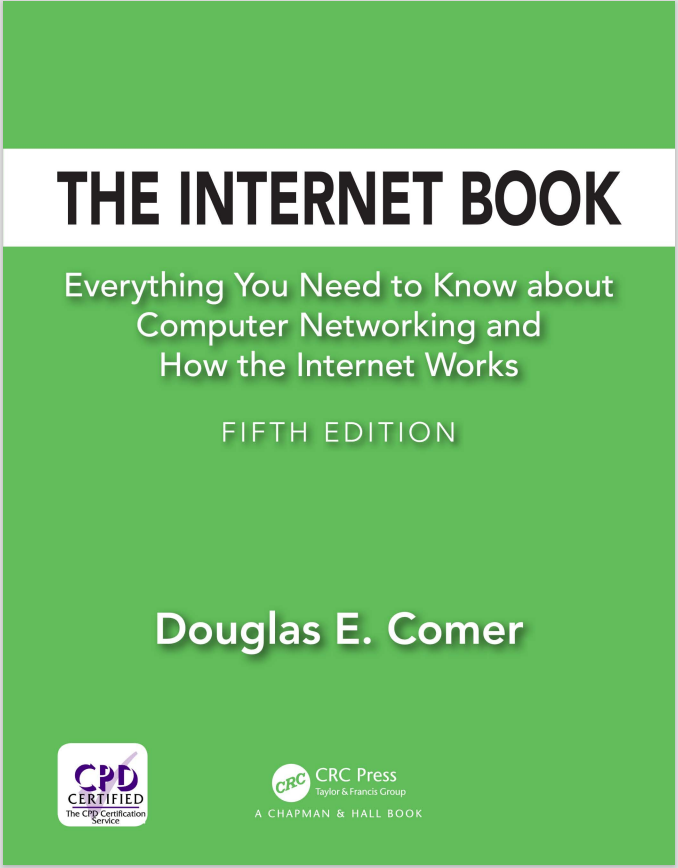 THE INTERNET BOOK
Everything You Need to Know about
Computer Networking and
How the Internet Works
FIFTH EDITION
Douglas E. Comer
CPD
CERTIFIED
The CPD Certification
Service
CRC
CRC Press
Taylor & Francis Group
A CHAPMAN & HALL BOOK